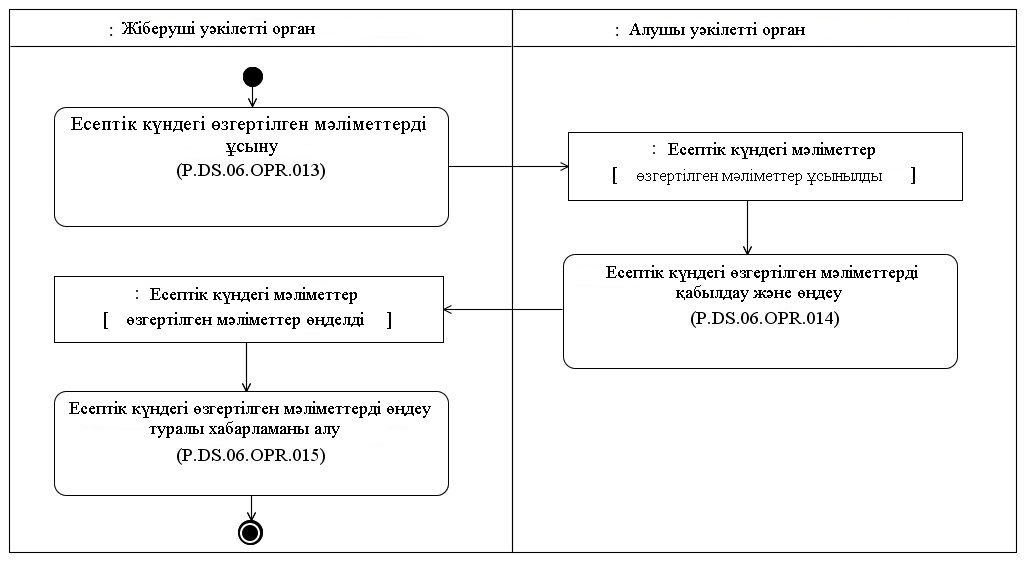 : Жіберуші уәкілетті орган
: Алушы уәкілетті орган
Есептік күндегі өзгертілген мәліметтерді
ұсыну
(P.DS.06.OPR.013)
: Есептік күндегі мәліметтер
[ өзгертілген мәліметтер ұсынылды ]
Есептік күндегі өзгертілген мәліметтерді
қабылдау және өңдеу
(P.DS.06.OPR.014)
: Есептік күндегі мәліметтер
[ өзгертілген мәліметтер өңделді ]
Есептік күндегі өзгертілген мәліметтерді өңдеу
туралы хабарламаны алу
(P.DS.06.OPR.015)